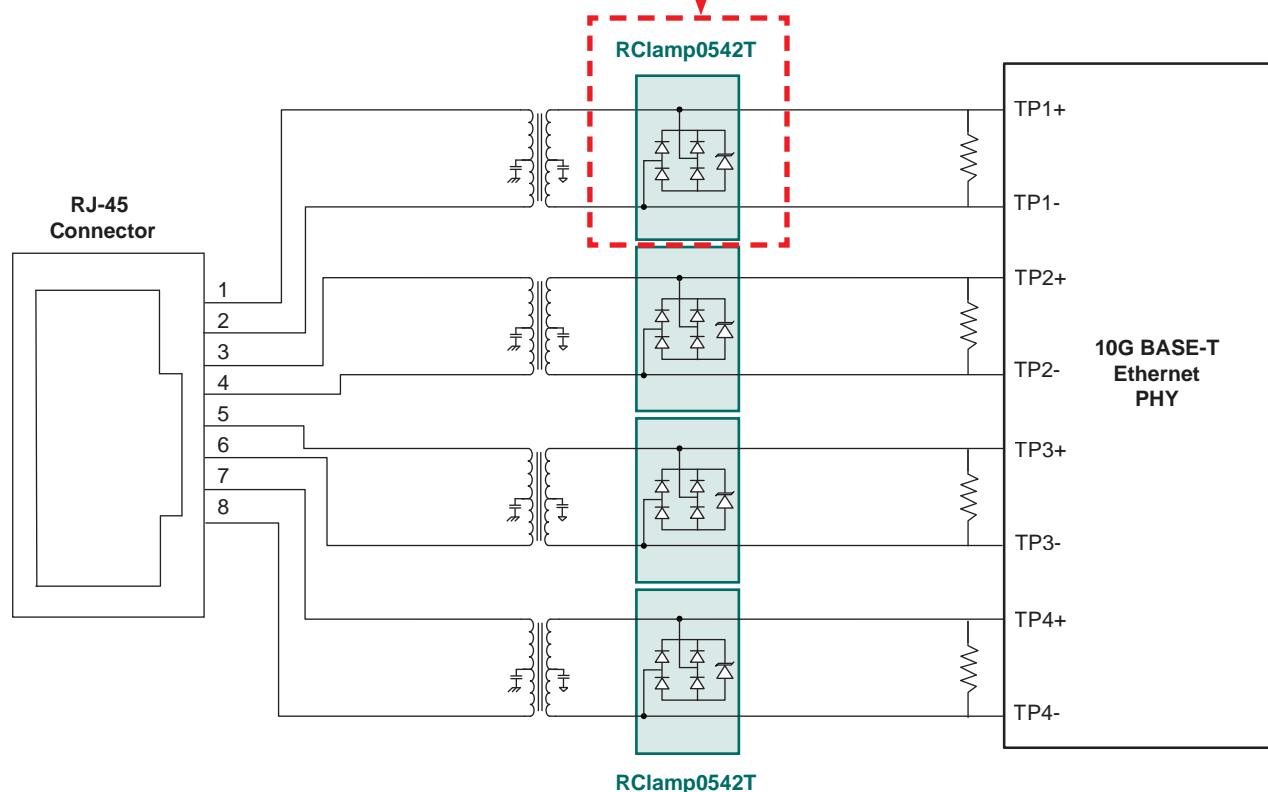 RClamp0542T
RJ-45
Connector
1
2
3
4
5
6
7
8
TP1+
TP1-
TP2+
TP2-
TP3+
TP3-
TP4+
TP4-
10G BASE-T
Ethernet
PHY
RClamp0542T